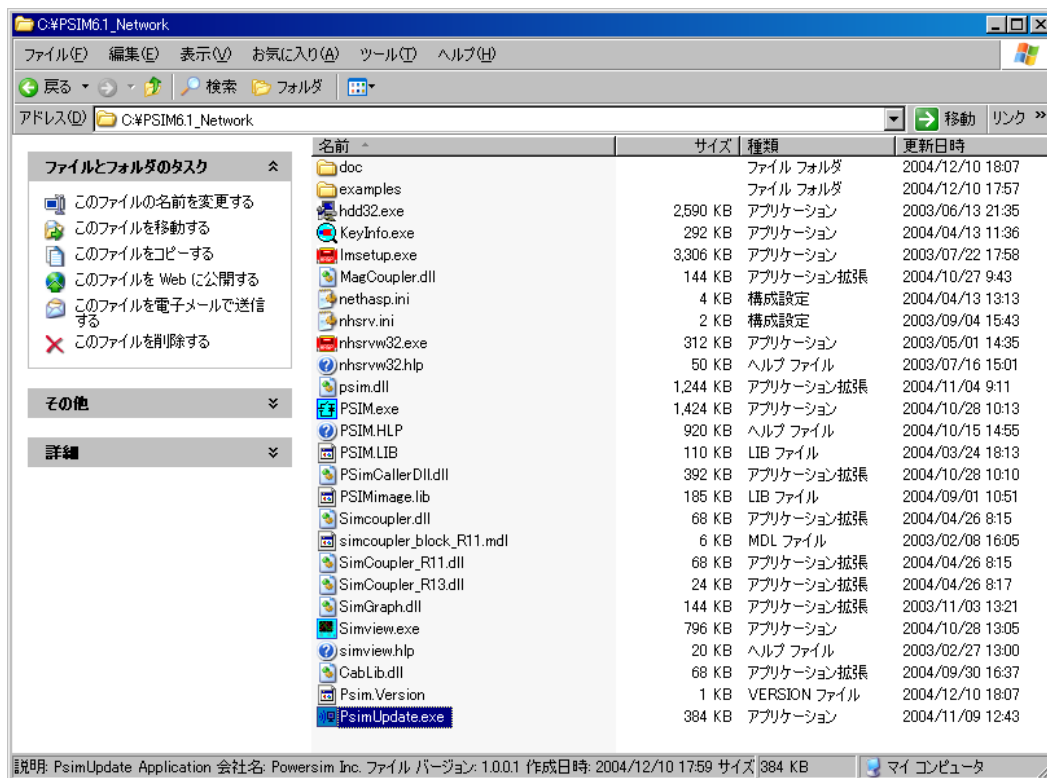 C:¥PSIM6.1_Network
ファイル(F) 編集(E) 表示(V) お気に入り(A) ツール(T) ヘルプ(H)
戻る 検索 フォルダ
アドレス(D) C:¥PSIM6.1_Network 移動 リンク »
ファイルとフォルダのタスク
このファイルの名前を変更する
このファイルを移動する
このファイルをコピーする
このファイルを Web に公開する
このファイルを電子メールで送信
する
このファイルを削除する
その他
詳細
名前 サイズ 種類 更新日時
doc ファイル フォルダ 2004/12/10 18:07
examples ファイル フォルダ 2004/12/10 17:57
hdd32.exe 2,590 KB アプリケーション 2003/06/13 21:35
KeyInfo.exe 292 KB アプリケーション 2004/04/13 11:36
lmsetup.exe 3,306 KB アプリケーション 2003/07/22 17:58
MagCoupler.dll 144 KB アプリケーション拡張 2004/10/27 9:43
nethasp.ini 4 KB 構成設定 2004/04/13 13:13
nhsrv.ini 2 KB 構成設定 2003/09/04 15:43
nhsrvw32.exe 312 KB アプリケーション 2003/05/01 14:35
nhsrvw32.hlp 50 KB ヘルプ ファイル 2003/07/16 15:01
psim.dll 1,244 KB アプリケーション拡張 2004/11/04 9:11
PSIM.exe 1,424 KB アプリケーション 2004/10/28 10:13
PSIM.HLP 920 KB ヘルプ ファイル 2004/10/15 14:55
PSIM.LIB 110 KB LIB ファイル 2004/03/24 18:13
PSimCallerDll.dll 392 KB アプリケーション拡張 2004/10/28 10:10
PSIMimage.lib 185 KB LIB ファイル 2004/09/01 10:51
Simcoupler.dll 68 KB アプリケーション拡張 2004/04/26 8:15
simcoupler_block_R11.mdl 6 KB MDL ファイル 2003/02/08 16:05
SimCoupler_R11.dll 68 KB アプリケーション拡張 2004/04/26 8:15
SimCoupler_R13.dll 24 KB アプリケーション拡張 2004/04/26 8:17
SimGraph.dll 144 KB アプリケーション拡張 2003/11/03 13:21
Simview.exe 796 KB アプリケーション 2004/10/28 13:05
simview.hlp 20 KB ヘルプ ファイル 2003/02/27 13:00
CabLib.dll 68 KB アプリケーション拡張 2004/09/30 16:37
Psim.Version 1 KB VERSION ファイル 2004/12/10 18:07
PsimUpdate.exe 384 KB アプリケーション 2004/11/09 12:43
説明: PsimUpdate Application 会社名: Powersim Inc. ファイル バージョン: 1.0.0.1 作成日時: 2004/12/10 17:59 サイズ 384 KB マイ コンピュータ